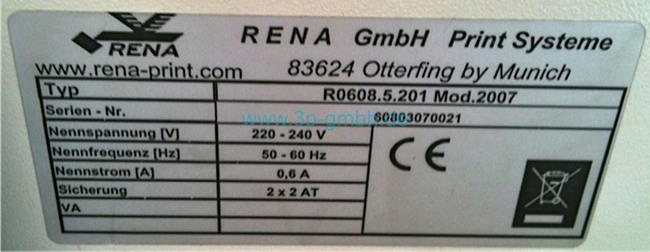 RENA
RENA GmbH Print Systeme
www.rena-print.com
83624 Otterfing by Munich
Typ R0608.5.201 Mod.2007
Serien - Nr. 60803070021
www.3n-gmbh.de
Nennspannung [V] 220 - 240 V
Nennfrequenz [Hz] 50 - 60 Hz
Nennstrom [A] 0,6 A
Sicherung 2 x 2 AT
VA
CE